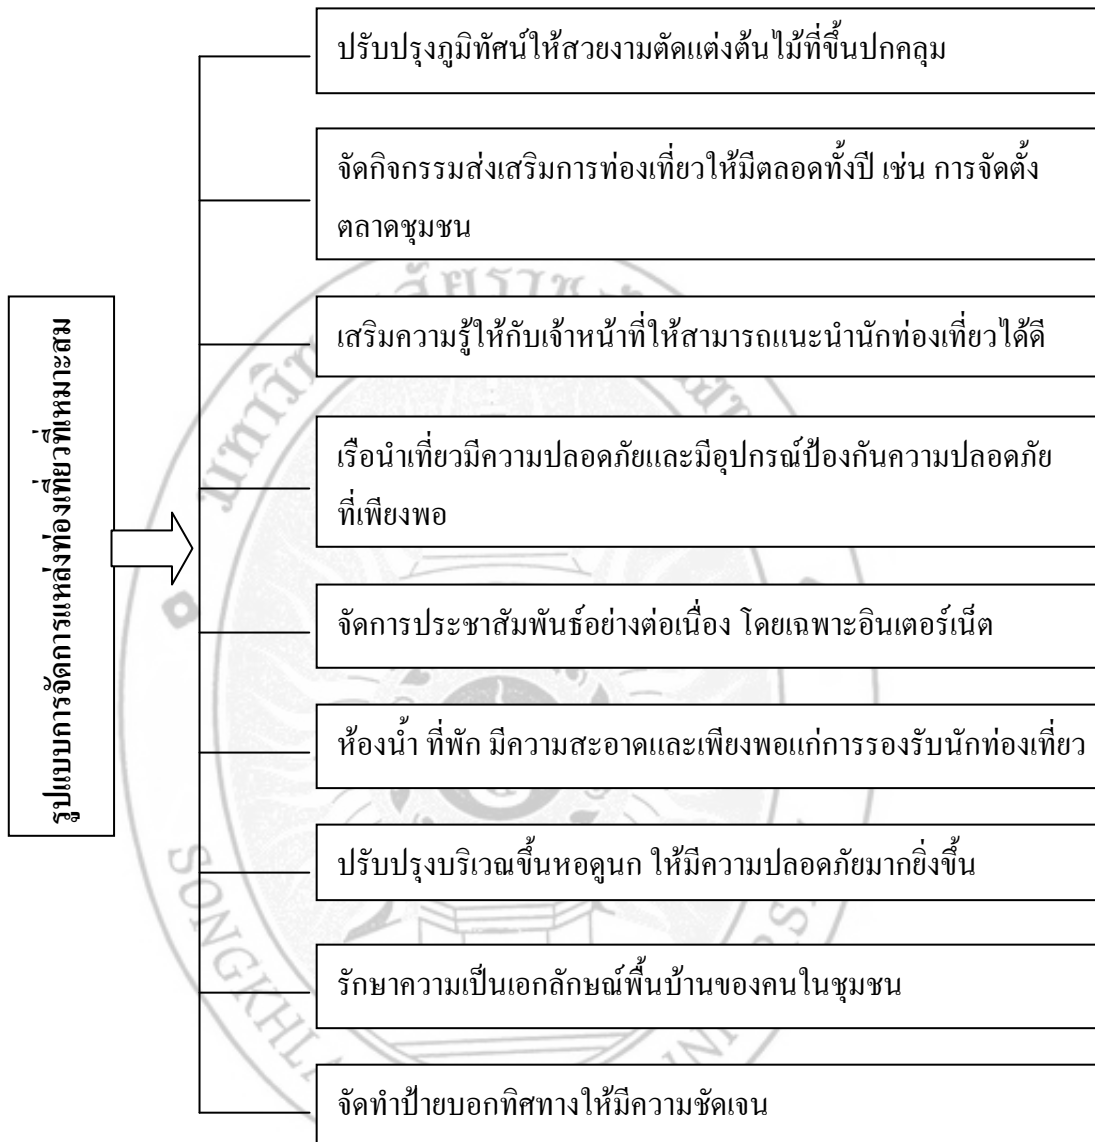 รูปแบบการจัดการแหล่งท่องเที่ยวที่เหมาะสม
ปรับปรุงภูมิทัศน์ให้สวยงามตัดแต่งต้นไม้ที่ขึ้นปกคลุม
จัดกิจกรรมส่งเสริมการท่องเที่ยวให้มีตลอดทั้งปี เช่น การจัดตั้ง
ตลาดชุมชน
เสริมความรู้ให้กับเจ้าหน้าที่ให้สามารถแนะนำนักท่องเที่ยวได้ดี
เรือนำเที่ยวมีความปลอดภัยและมีอุปกรณ์ป้องกันความปลอดภัย
ที่เพียงพอ
จัดการประชาสัมพันธ์อย่างต่อเนื่อง โดยเฉพาะอินเตอร์เน็ต
ห้องน้ำ ที่พัก มีความสะอาดและเพียงพอแก่การรองรับนักท่องเที่ยว
ปรับปรุงบริเวณขึ้นหอดูนก ให้มีความปลอดภัยมากยิ่งขึ้น
รักษาความเป็นเอกลักษณ์พื้นบ้านของคนในชุมชน
จัดทำป้ายบอกทิศทางให้มีความชัดเจน